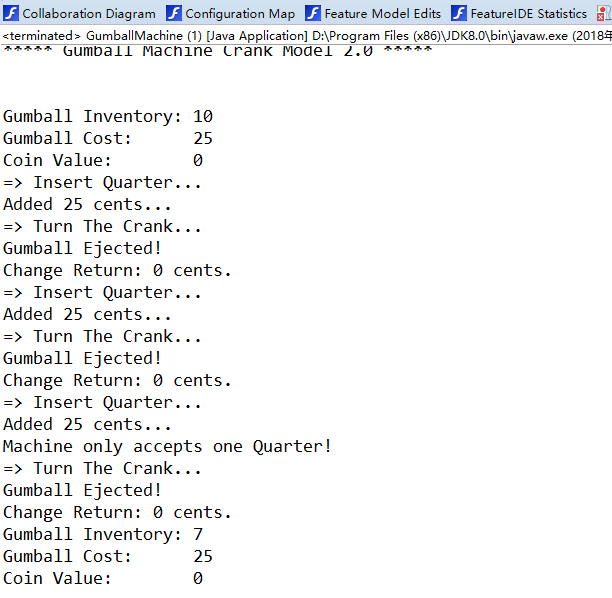 Collaboration Diagram Configuration Map Feature Model Edits FeatureIDE Statistics
<terminated> GumballMachine (1) [Java Application] D:\Program Files (x86)\JDK8.0\bin\javaw.exe (2018年
***** Gumball Machine Crank Model 2.0 *****
Gumball Inventory: 10
Gumball Cost:      25
Coin Value:        0
=> Insert Quarter...
Added 25 cents...
=> Turn The Crank...
Gumball Ejected!
Change Return: 0 cents.
=> Insert Quarter...
Added 25 cents...
=> Turn The Crank...
Gumball Ejected!
Change Return: 0 cents.
=> Insert Quarter...
Added 25 cents...
Machine only accepts one Quarter!
=> Turn The Crank...
Gumball Ejected!
Change Return: 0 cents.
Gumball Inventory: 7
Gumball Cost:      25
Coin Value:        0